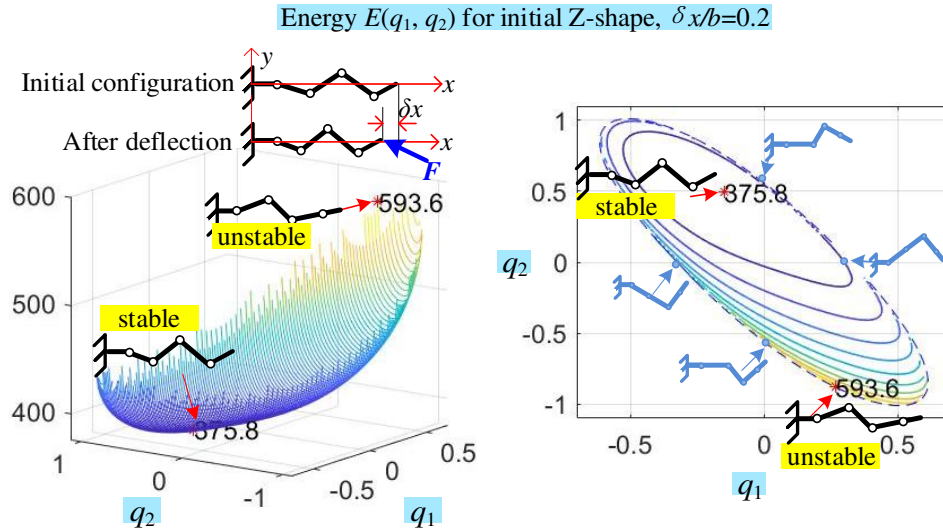 Energy E(q1, q2) for initial Z-shape, δx/b=0.2
y
Initial configuration
x
δx
After deflection
x
F
600
500
400
593.6
unstable
stable
375.8
1
0
-1
-0.5
0
0.5
q2
q1
1
0.5
0
-0.5
-1
q2
375.8
stable
593.6
unstable
-0.5
0
0.5
q1